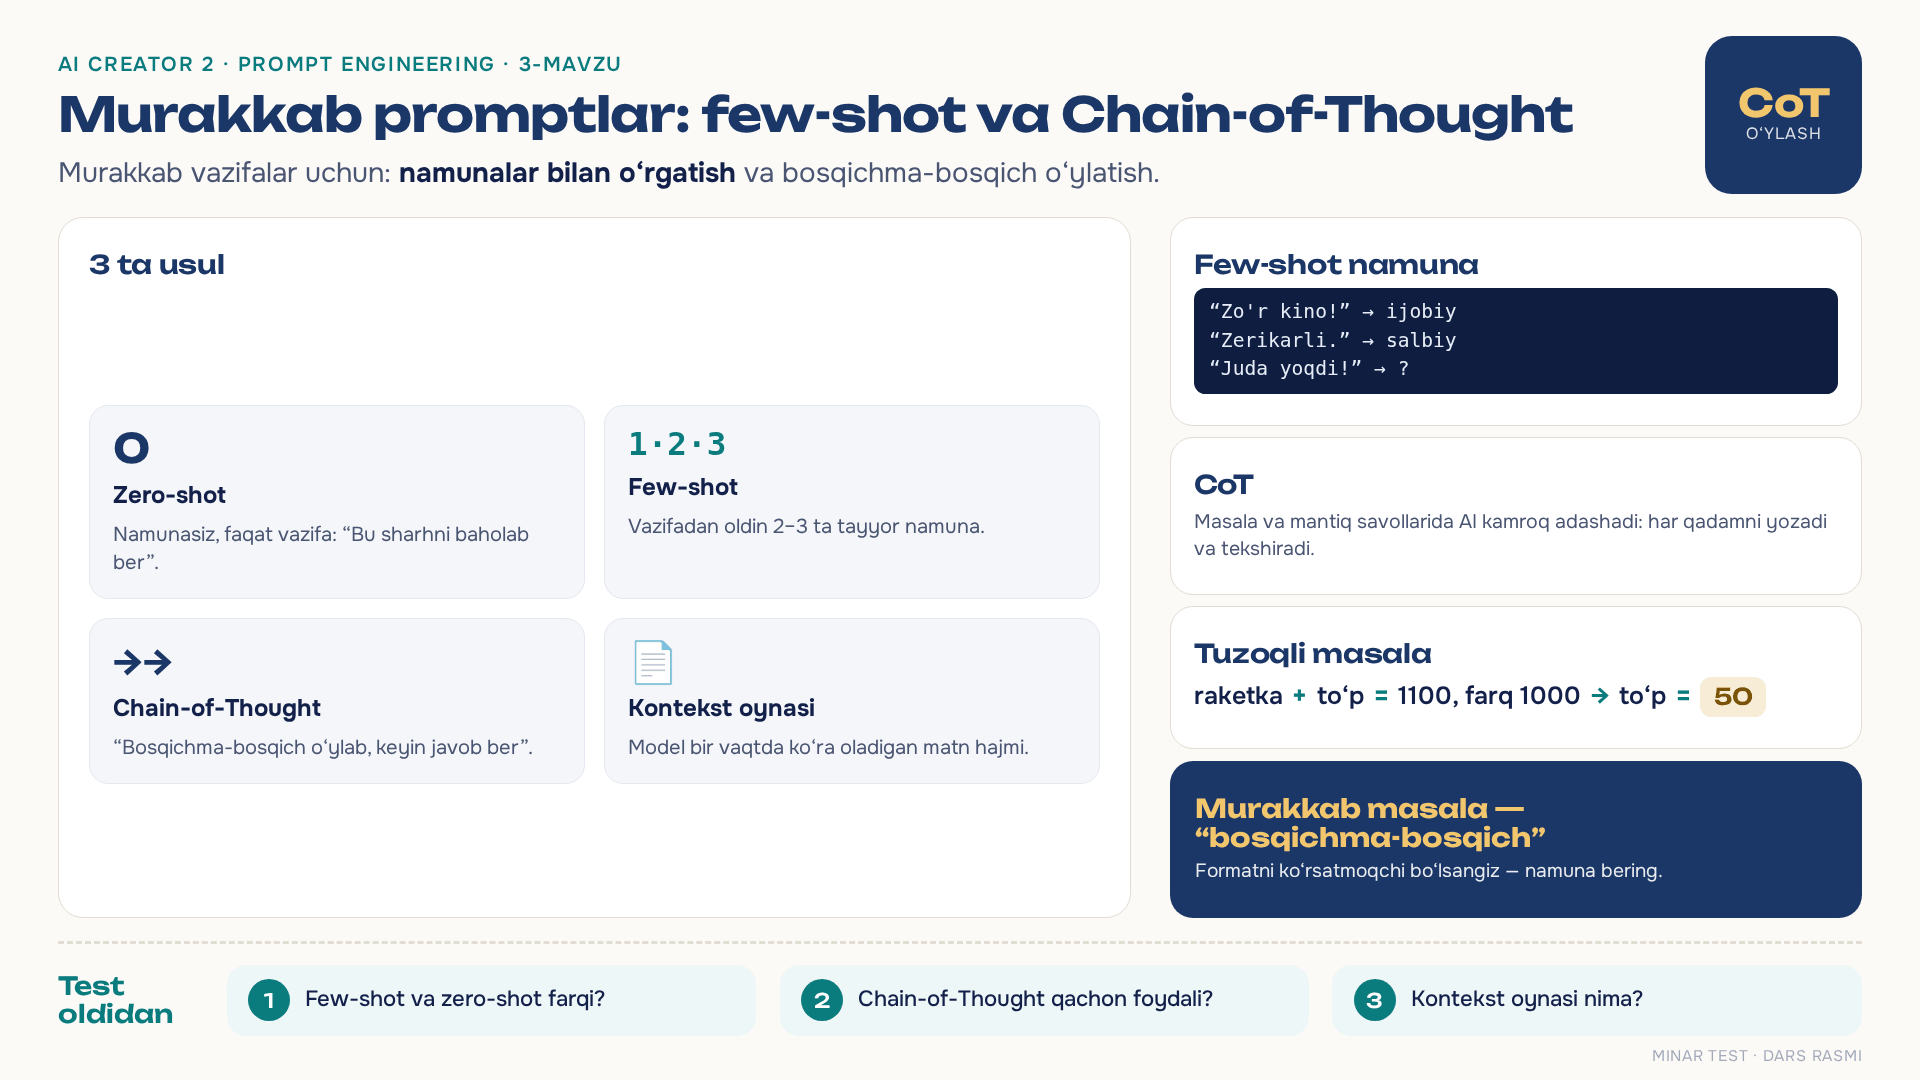 AI CREATOR 2 · PROMPT ENGINEERING · 3-MAVZU
Murakkab promptlar: few-shot va Chain-of-Thought
Murakkab vazifalar uchun: namunalar bilan o‘rgatish va bosqichma-bosqich o‘ylatish.
CoT
O‘YLASH
3 ta usul
0
Zero-shot
Namunasiz, faqat vazifa: “Bu sharhni baholab
ber”.
1·2·3
Few-shot
Vazifadan oldin 2–3 ta tayyor namuna.
→→
Chain-of-Thought
“Bosqichma-bosqich o‘ylab, keyin javob ber”.
Kontekst oynasi
Model bir vaqtda ko‘ra oladigan matn hajmi.
Few-shot namuna
“Zo'r kino!” → ijobiy
“Zerikarli.” → salbiy
“Juda yoqdi!” → ?
CoT
Masala va mantiq savollarida AI kamroq adashadi: har qadamni yozadi
va tekshiradi.
Tuzoqli masala
raketka + to‘p = 1100, farq 1000 → to‘p = 50
Murakkab masala —
“bosqichma-bosqich”
Formatni ko‘rsatmoqchi bo‘lsangiz — namuna bering.
Test
oldidan
1 Few-shot va zero-shot farqi?
2 Chain-of-Thought qachon foydali?
3 Kontekst oynasi nima?
MINAR TEST · DARS RASMI